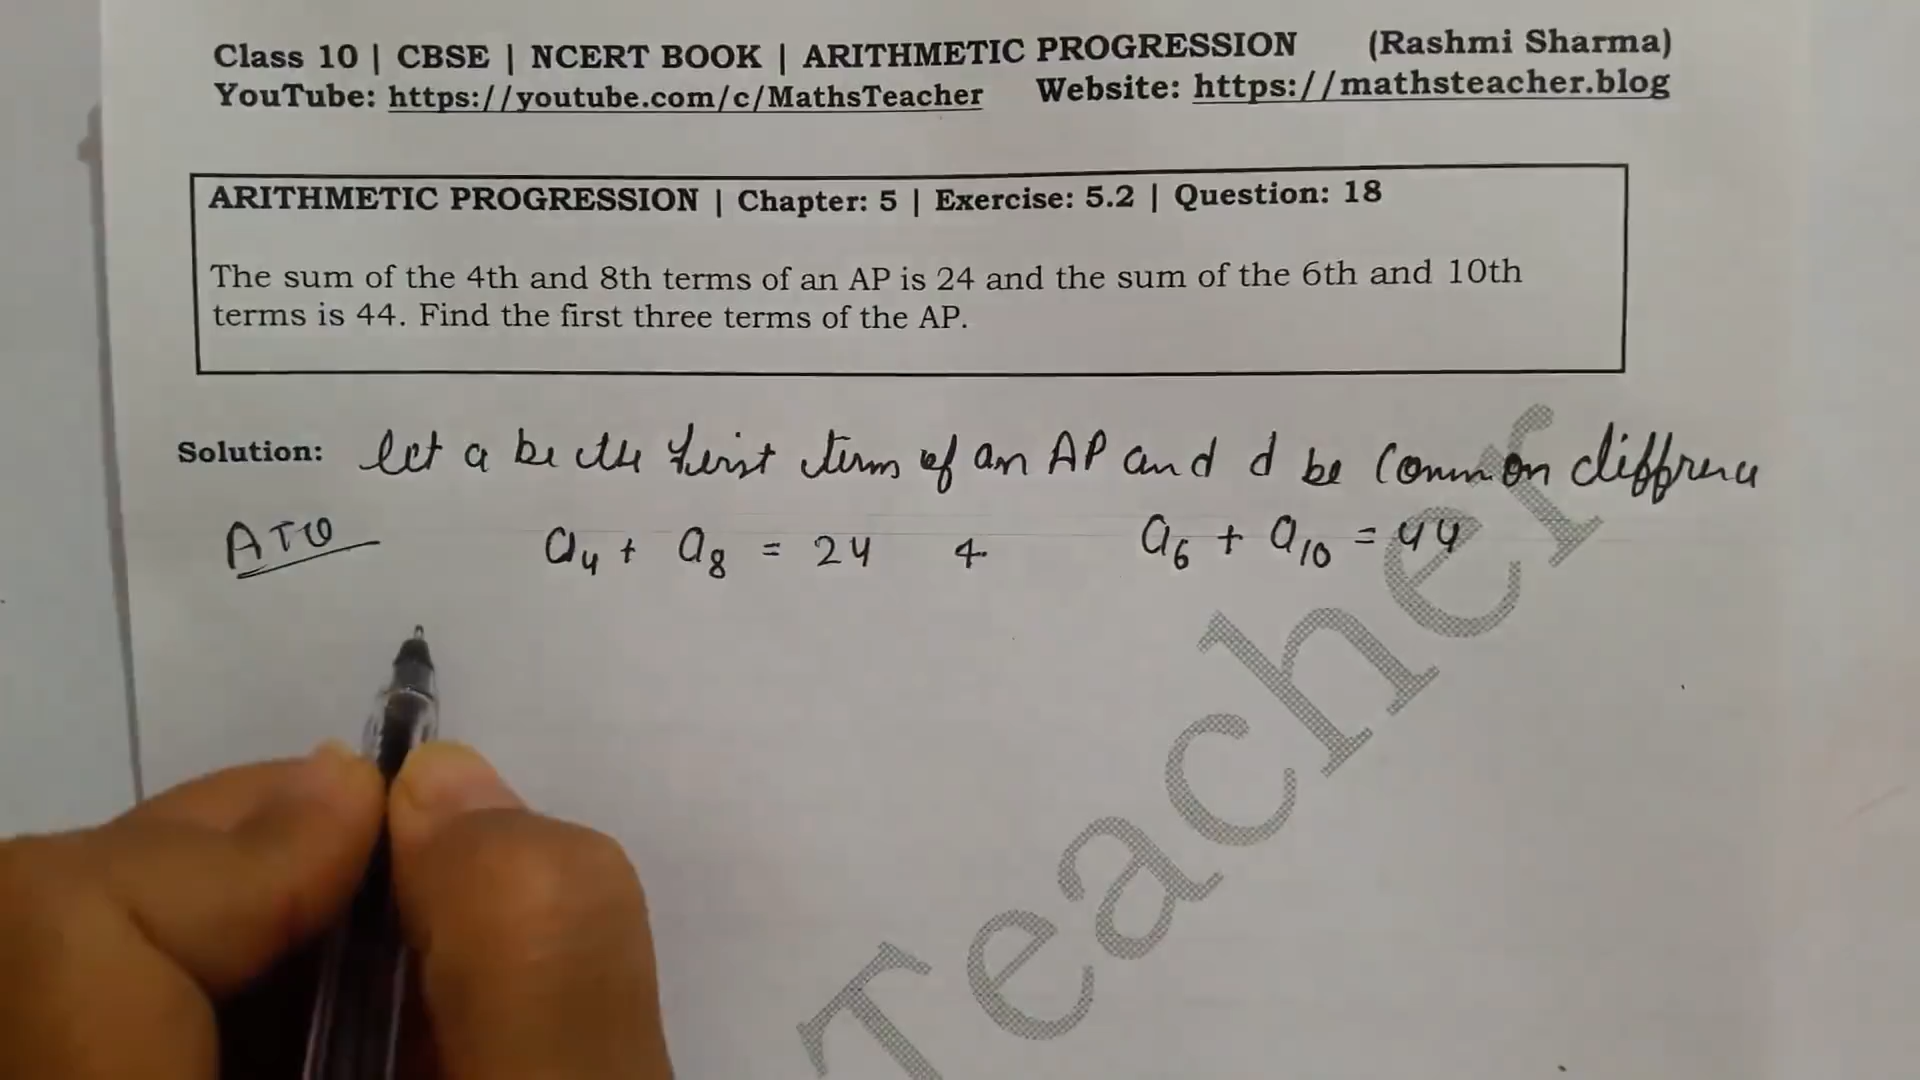 Class 10 | CBSE | NCERT BOOK | ARITHMETIC PROGRESSION (Rashmi Sharma)
YouTube: https://youtube.com/c/MathsTeacher Website: https://mathsteacher.blog
ARITHMETIC PROGRESSION | Chapter: 5 | Exercise: 5.2 | Question: 18
The sum of the 4th and 8th terms of an AP is 24 and the sum of the 6th and 10th
terms is 44. Find the first three terms of the AP.
Solution: let a be the first term of an AP and d be common difference
ATQ a₄ + a₈ = 24 & a₆ + a₁₀ = 44
Teacher